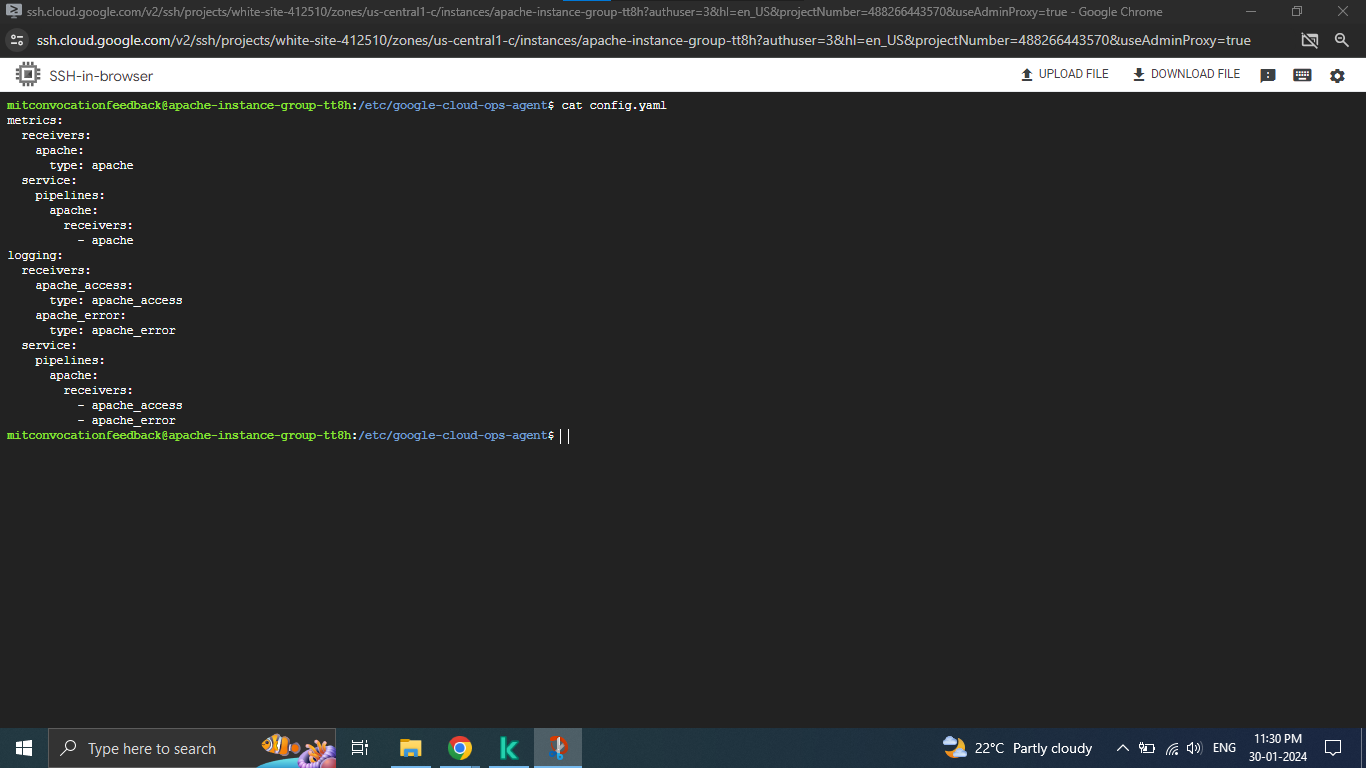 ssh.cloud.google.com/v2/ssh/projects/white-site-412510/zones/us-central1-c/instances/apache-instance-group-tt8h?authuser=3&hl=en_US&projectNumber=488266443570&useAdminProxy=true - Google Chrome
ssh.cloud.google.com/v2/ssh/projects/white-site-412510/zones/us-central1-c/instances/apache-instance-group-tt8h?authuser=3&hl=en_US&projectNumber=488266443570&useAdminProxy=true
SSH-in-browser
UPLOAD FILE
DOWNLOAD FILE
mitconvocationfeedback@apache-instance-group-tt8h:/etc/google-cloud-ops-agent$ cat config.yaml
metrics:
  receivers:
    apache:
      type: apache
  service:
    pipelines:
      apache:
        receivers:
          - apache
logging:
  receivers:
    apache_access:
      type: apache_access
    apache_error:
      type: apache_error
  service:
    pipelines:
      apache:
        receivers:
          - apache_access
          - apache_error
mitconvocationfeedback@apache-instance-group-tt8h:/etc/google-cloud-ops-agent$
Type here to search
22°C Partly cloudy
ENG
11:30 PM
30-01-2024